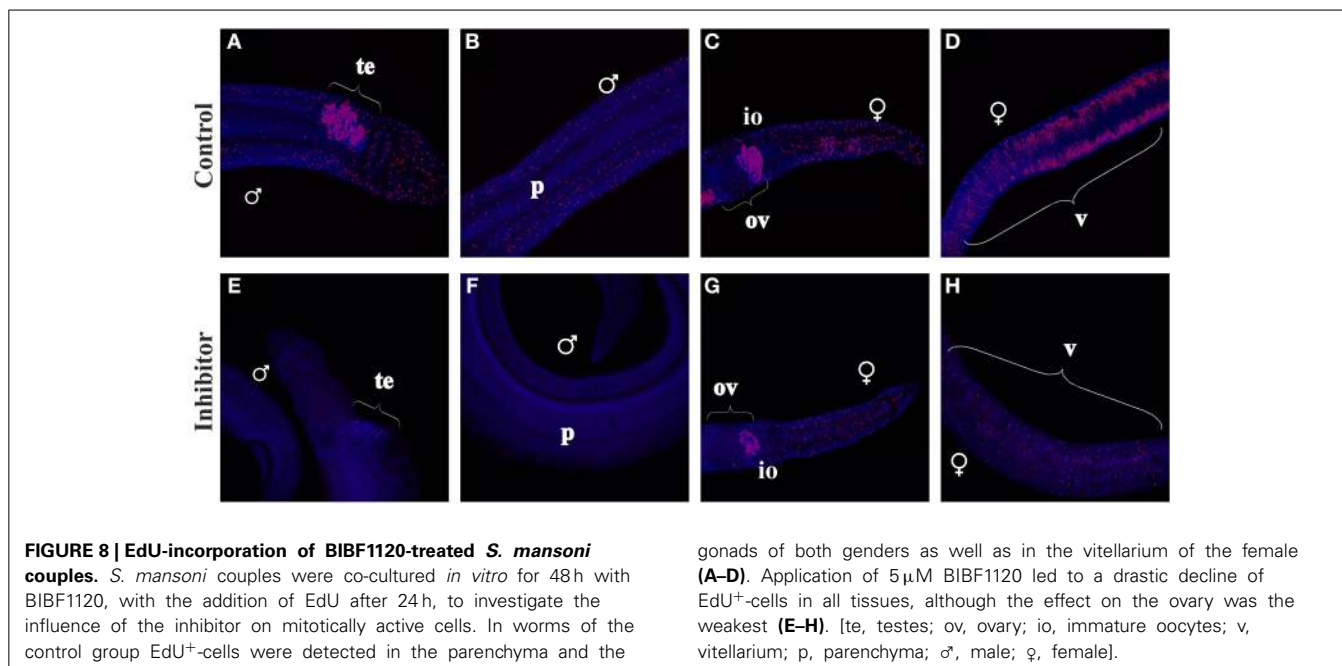 A
te
♂
B
♂
p
C
io
♀
ov
D
♀
v
Control
E
♂
te
F
♂
p
G
ov
♀
io
H
v
♀
Inhibitor
FIGURE 8 | EdU-incorporation of BIBF1120-treated S. mansoni
couples. S. mansoni couples were co-cultured in vitro for 48 h with
BIBF1120, with the addition of EdU after 24 h, to investigate the
influence of the inhibitor on mitotically active cells. In worms of the
control group EdU⁺-cells were detected in the parenchyma and the
gonads of both genders as well as in the vitellarium of the female
(A–D). Application of 5 μM BIBF1120 led to a drastic decline of
EdU⁺-cells in all tissues, although the effect on the ovary was the
weakest (E–H). [te, testes; ov, ovary; io, immature oocytes; v,
vitellarium; p, parenchyma; ♂, male; ♀, female].